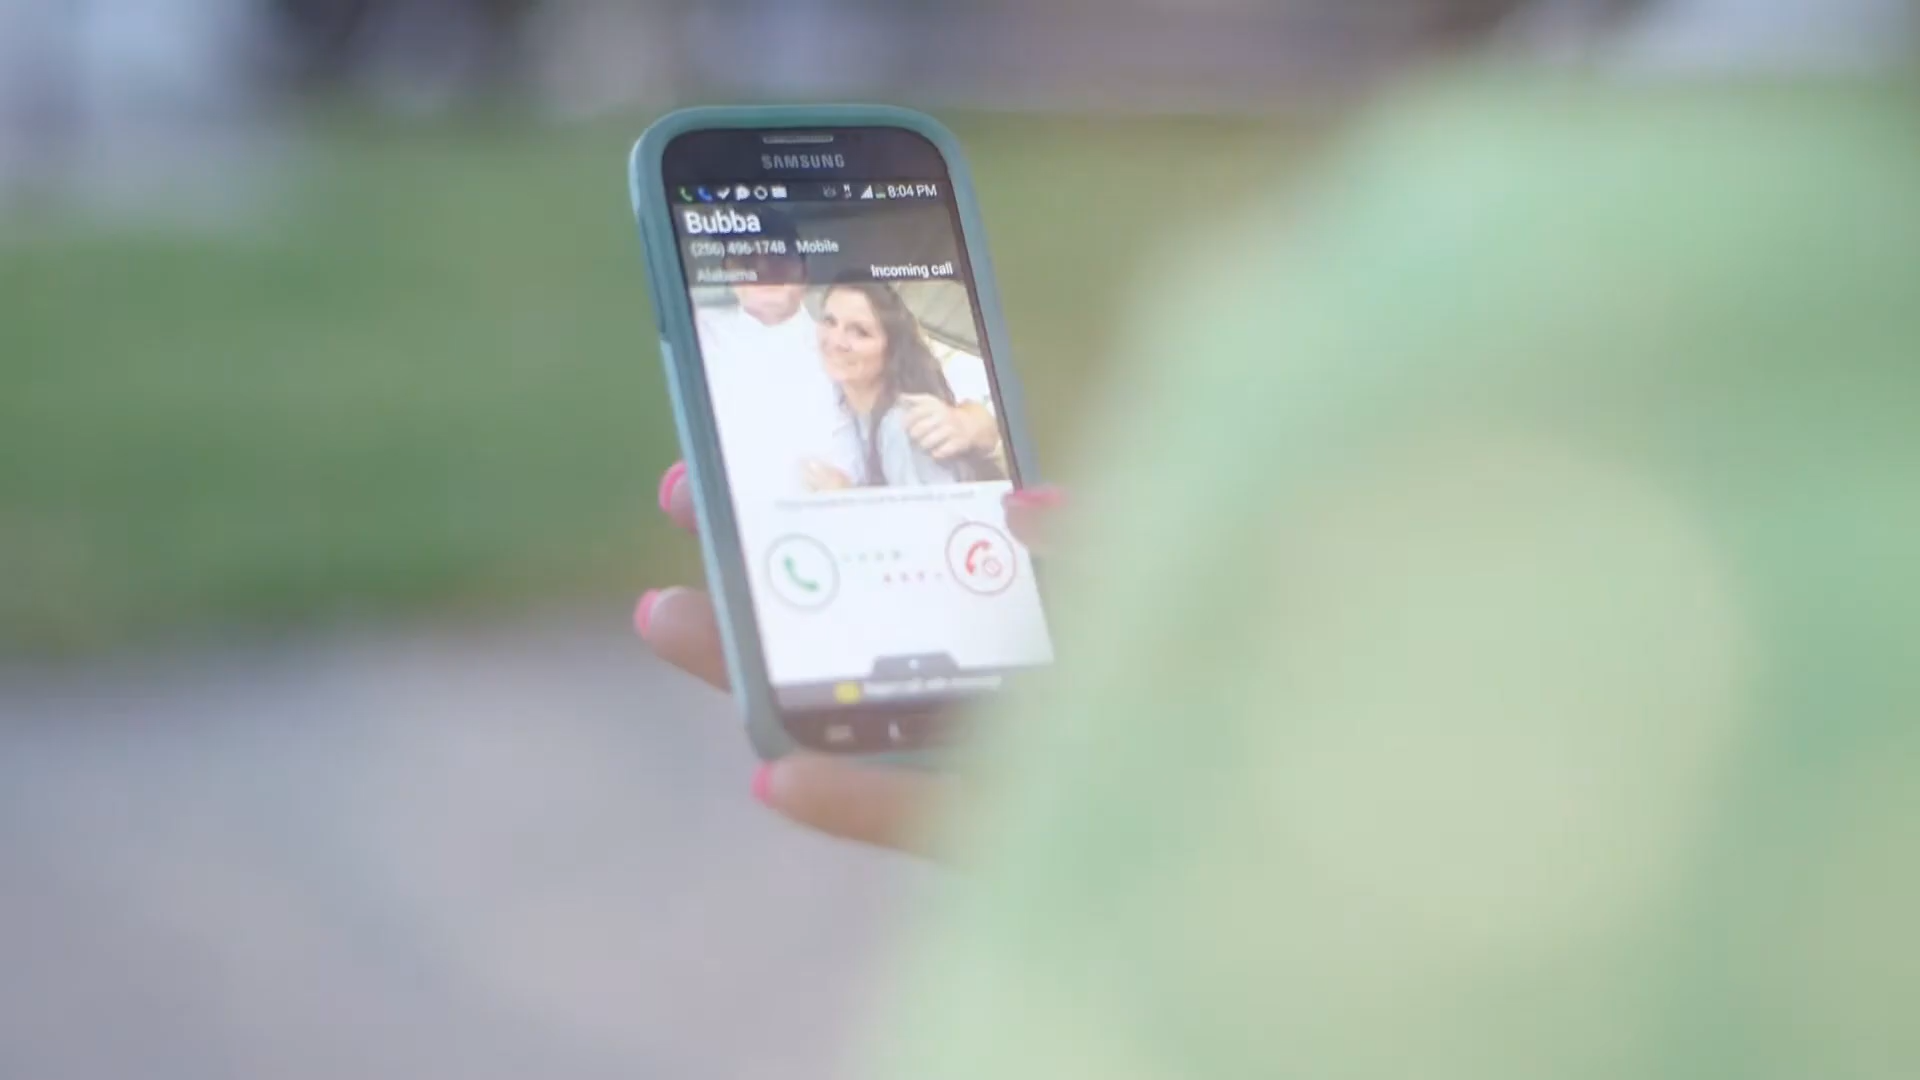 SAMSUNG
8:04 PM
Bubba
(256) 496-1748 Mobile
Alabama
Incoming call